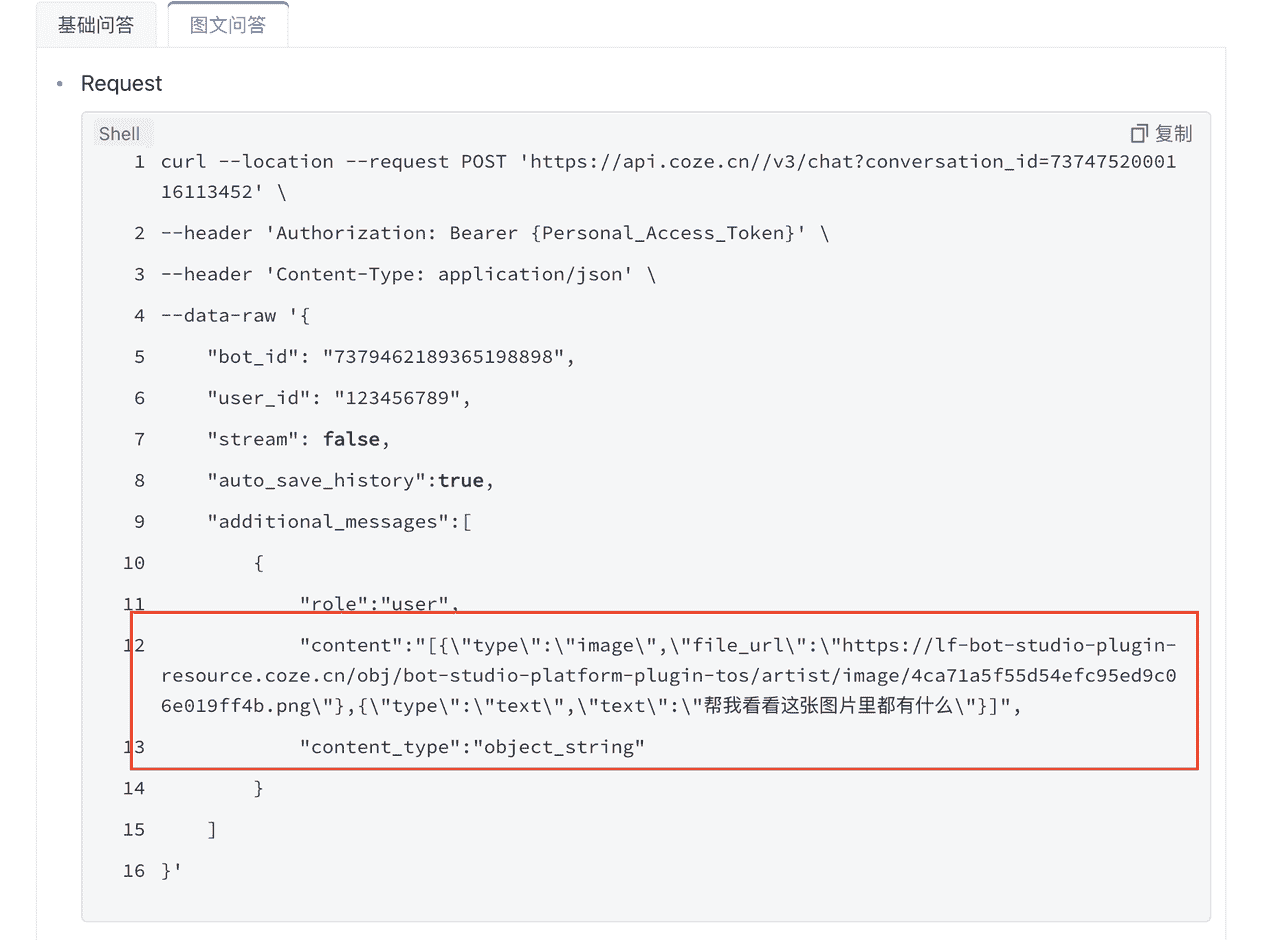 基础问答 图文问答
Request
Shell 复制
1 curl --location --request POST 'https://api.coze.cn//v3/chat?conversation_id=73747520001
16113452' \
2 --header 'Authorization: Bearer {Personal_Access_Token}' \
3 --header 'Content-Type: application/json' \
4 --data-raw '{
5 "bot_id": "7379462189365198898",
6 "user_id": "123456789",
7 "stream": false,
8 "auto_save_history":true,
9 "additional_messages":[
10 {
11 "role":"user",
12 "content":"[{\"type\":\"image\",\"file_url\":\"https://lf-bot-studio-plugin-
resource.coze.cn/obj/bot-studio-platform-plugin-tos/artist/image/4ca71a5f55d54efc95ed9c0
6e019ff4b.png\"},{\"type\":\"text\",\"text\":\"帮我看看这张图片里都有什么\"}]",
13 "content_type":"object_string"
14 }
15 ]
16 }'